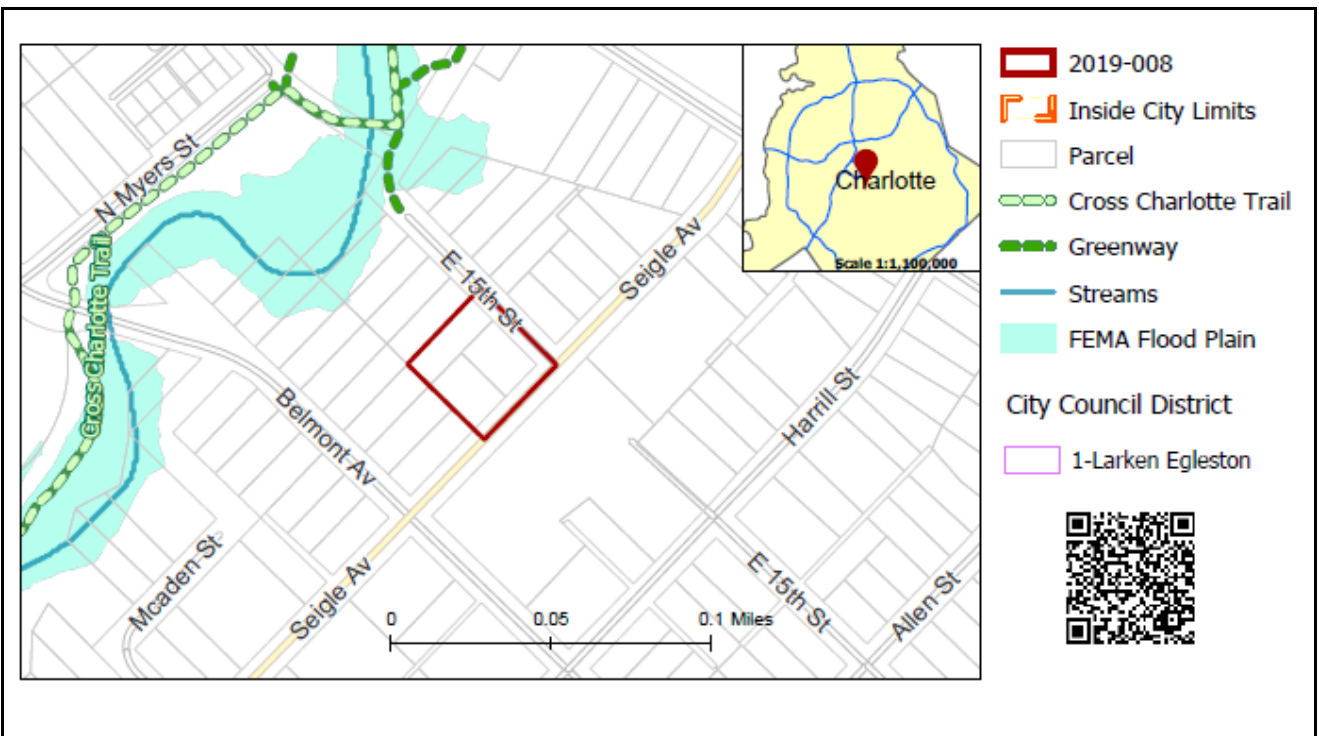 N Myers St
Cross Charlotte Trail
E 15th St
Seigle Av
Belmont Av
Harrill St
Mcaden St
Seigle Av
E 15th St
Allen St
0 0.05 0.1 Miles
Charlotte
Scale 1:1,100,000
2019-008
Inside City Limits
Parcel
Cross Charlotte Trail
Greenway
Streams
FEMA Flood Plain
City Council District
1-Larken Egleston